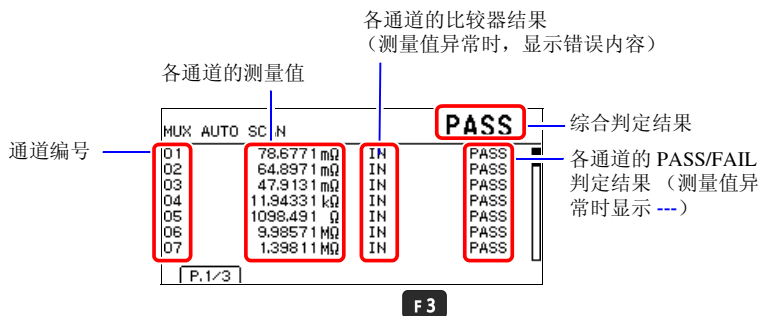 各通道的比较器结果
（测量值异常时，显示错误内容）
各通道的测量值
MUX AUTO SCAN
PASS
综合判定结果
通道编号
01 78.6771mΩ IN PASS
02 64.8971mΩ IN PASS
03 47.9131mΩ IN PASS
04 11.94331kΩ IN PASS
05 1098.491 Ω IN PASS
06 9.98571MΩ IN PASS
07 1.39811MΩ IN PASS
各通道的 PASS/FAIL
判定结果 （测量值异
常时显示 ---）
P.1/3
F3